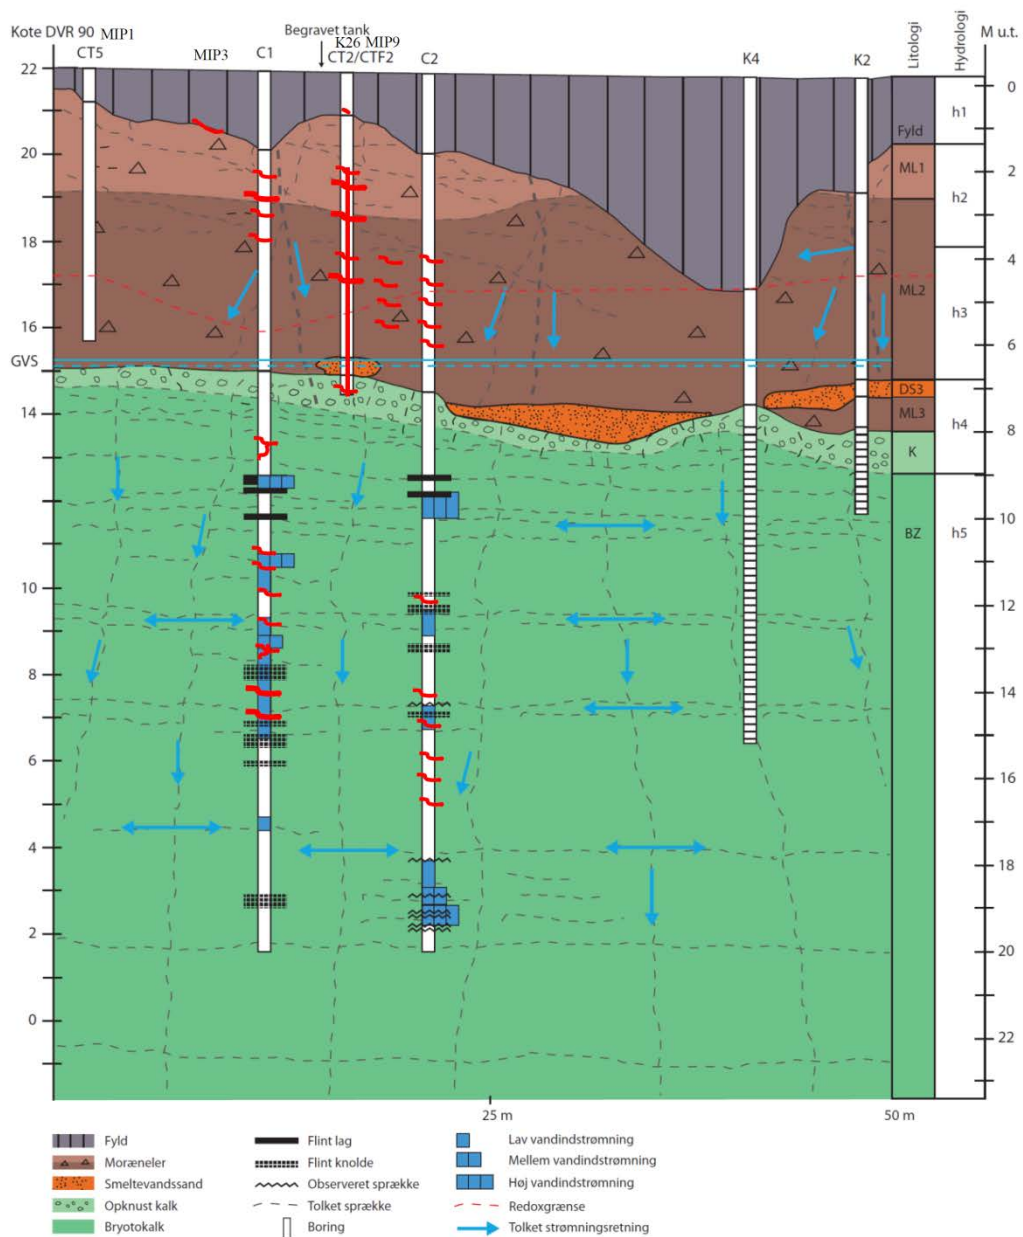 Kote DVR 90 MIP1
CT5
MIP3
C1
Begravet tank
K26 MIP9
CT2/CTF2
C2
K4
K2
Litologi
Hydrologi
M u.t.
22
20
18
16
GVS
14
12
10
8
6
4
2
0
Fyld
ML1
ML2
DS3
ML3
K
BZ
h1
h2
h3
h4
h5
0
2
4
6
8
10
12
14
16
18
20
22
25 m
50 m
Fyld
Moræneler
Smeltevandssand
Opknust kalk
Bryotokalk
Flint lag
Flint knolde
Observeret sprække
Tolket sprække
Boring
Lav vandindstrømning
Mellem vandindstrømning
Høj vandindstrømning
Redoxgrænse
Tolket strømningsretning